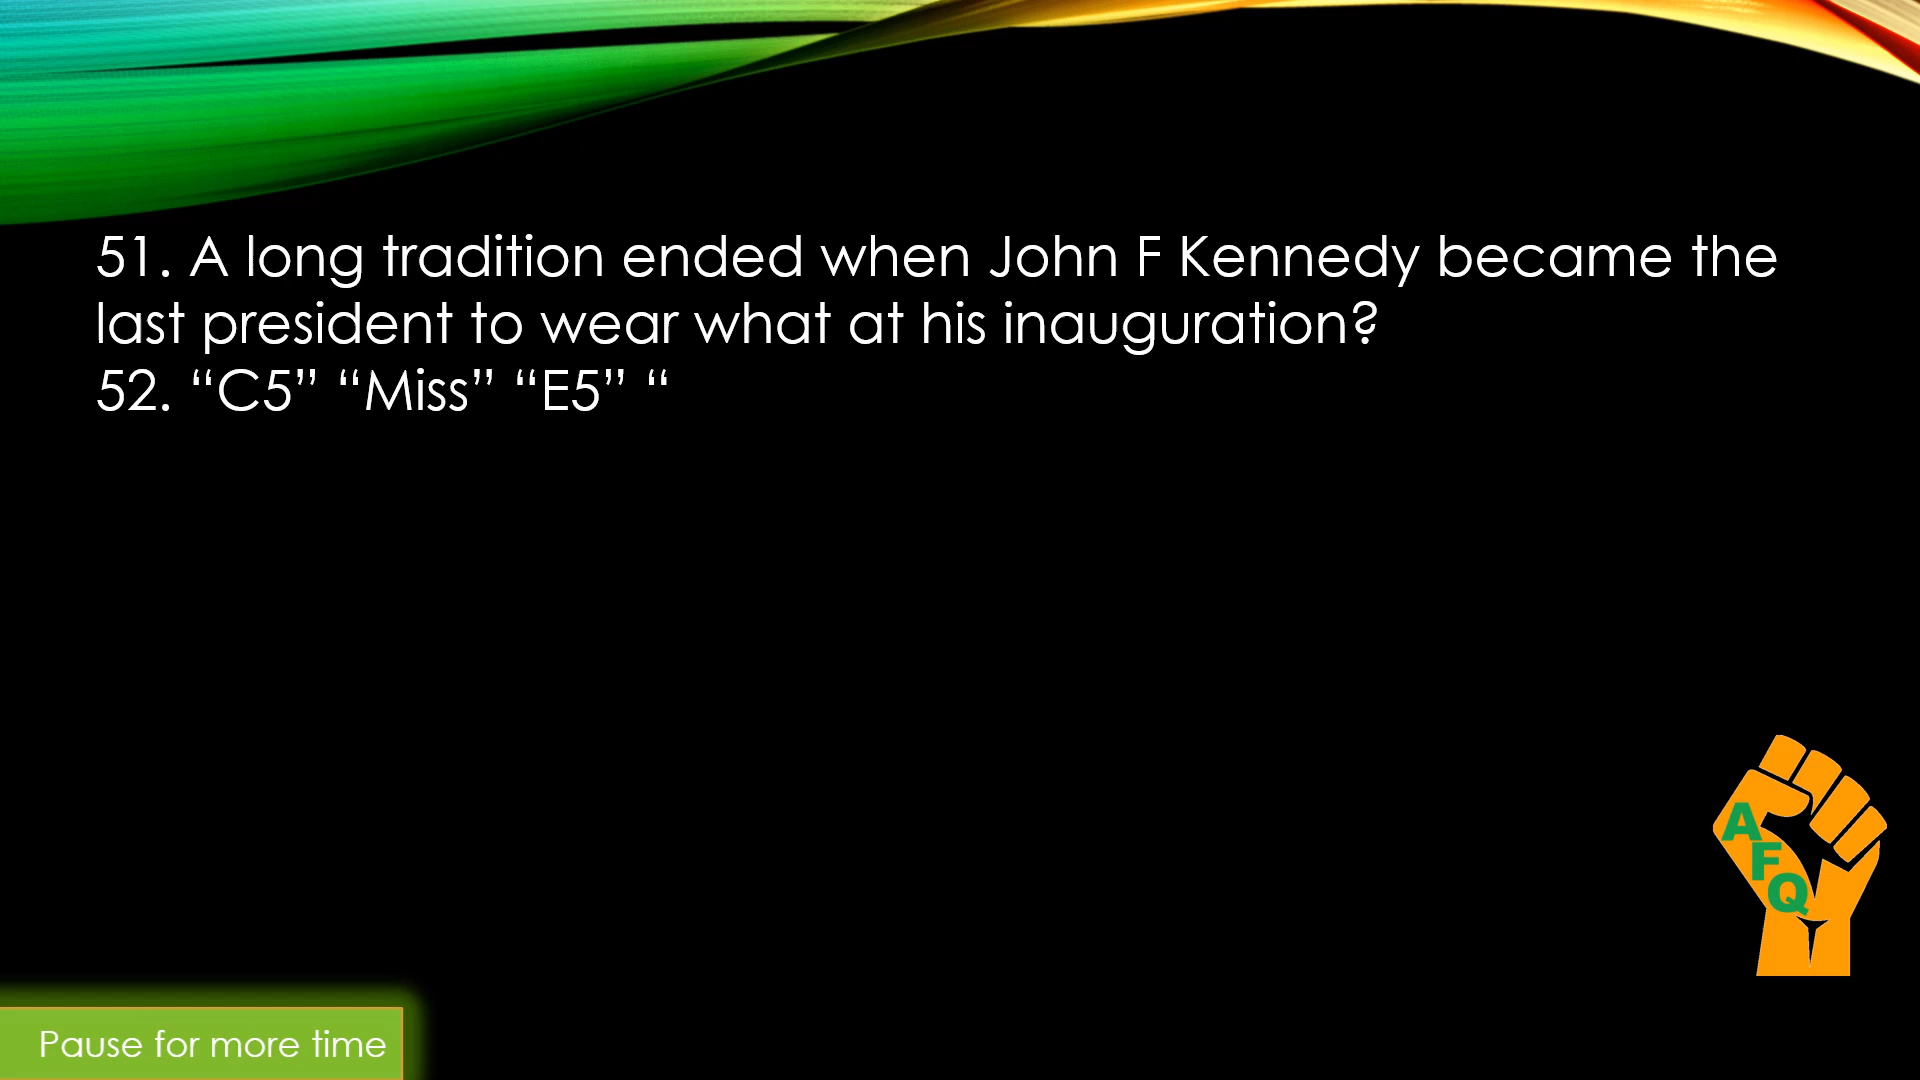 51. A long tradition ended when John F Kennedy became the
last president to wear what at his inauguration?
52. “C5” “Miss” “E5” “
A
F
Q
Pause for more time